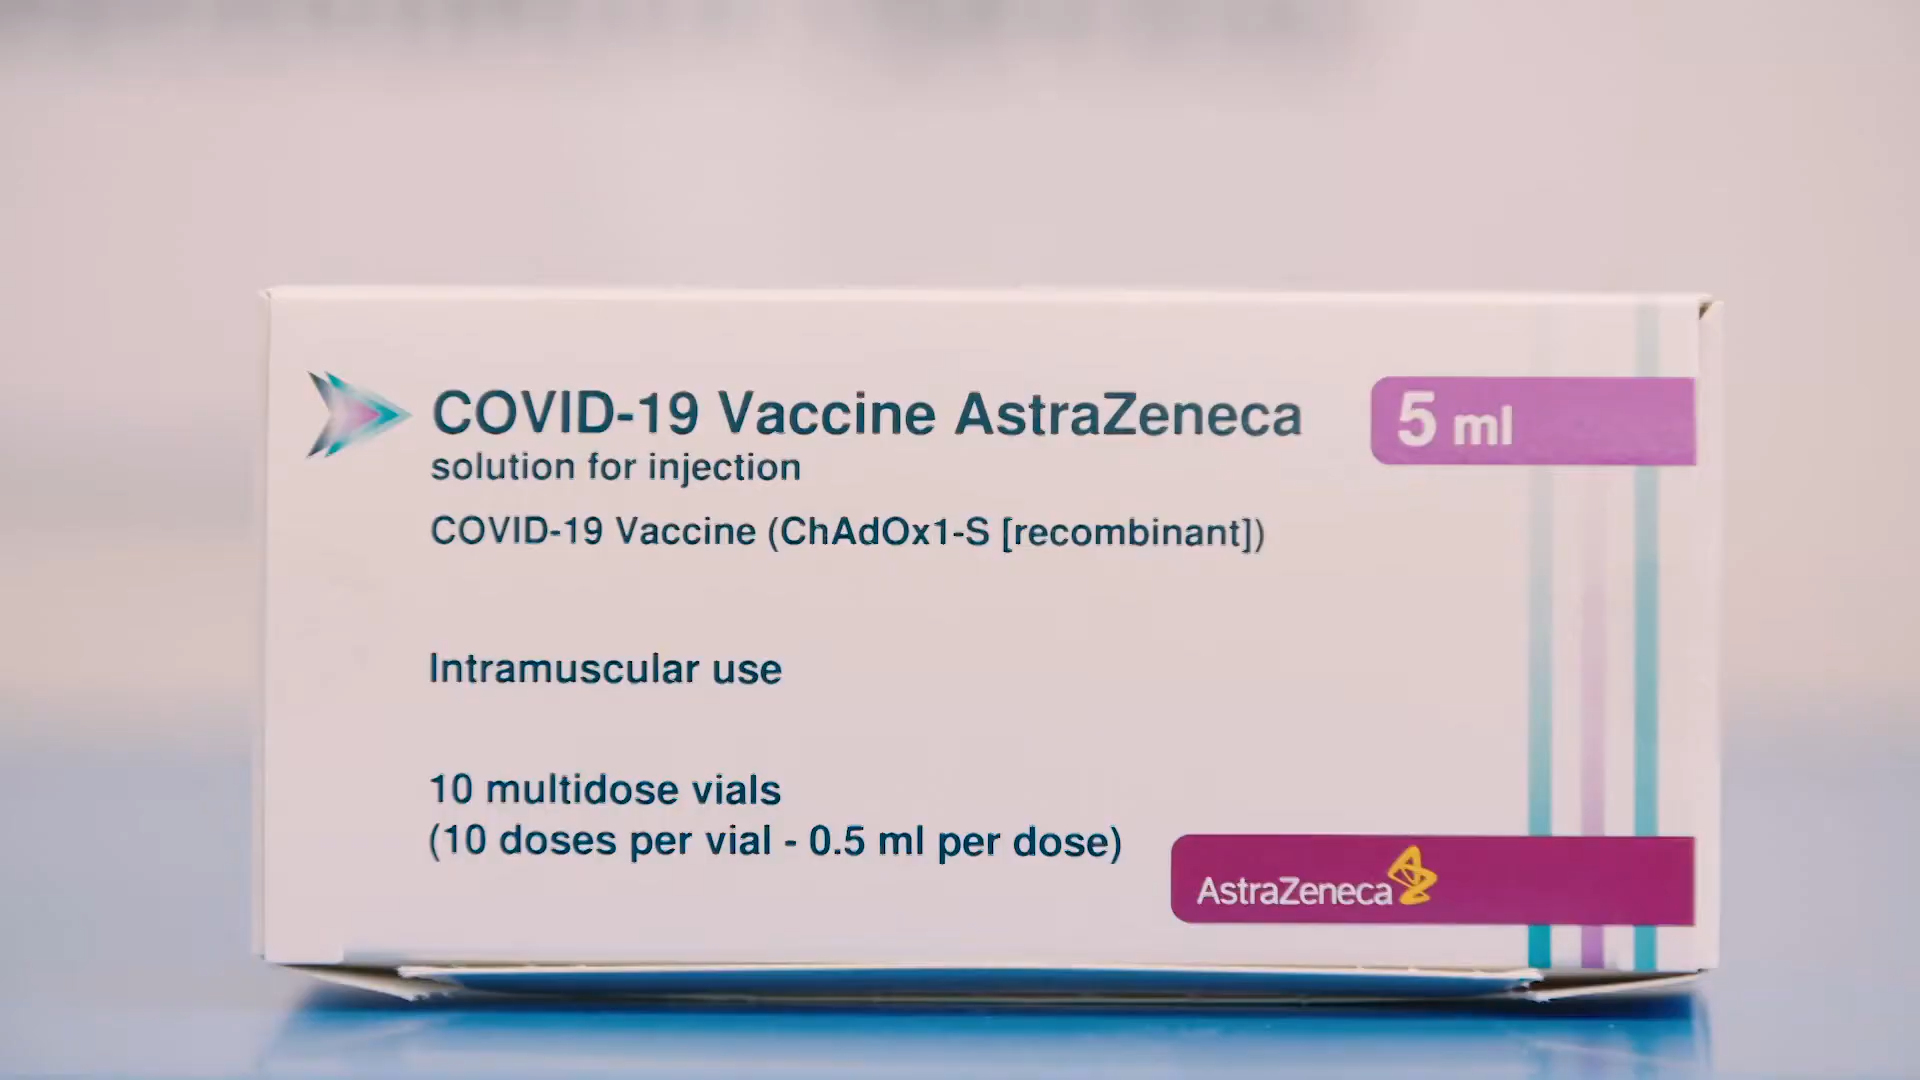 COVID-19 Vaccine AstraZeneca
5 ml
solution for injection
COVID-19 Vaccine (ChAdOx1-S [recombinant])
Intramuscular use
10 multidose vials
(10 doses per vial - 0.5 ml per dose)
AstraZeneca